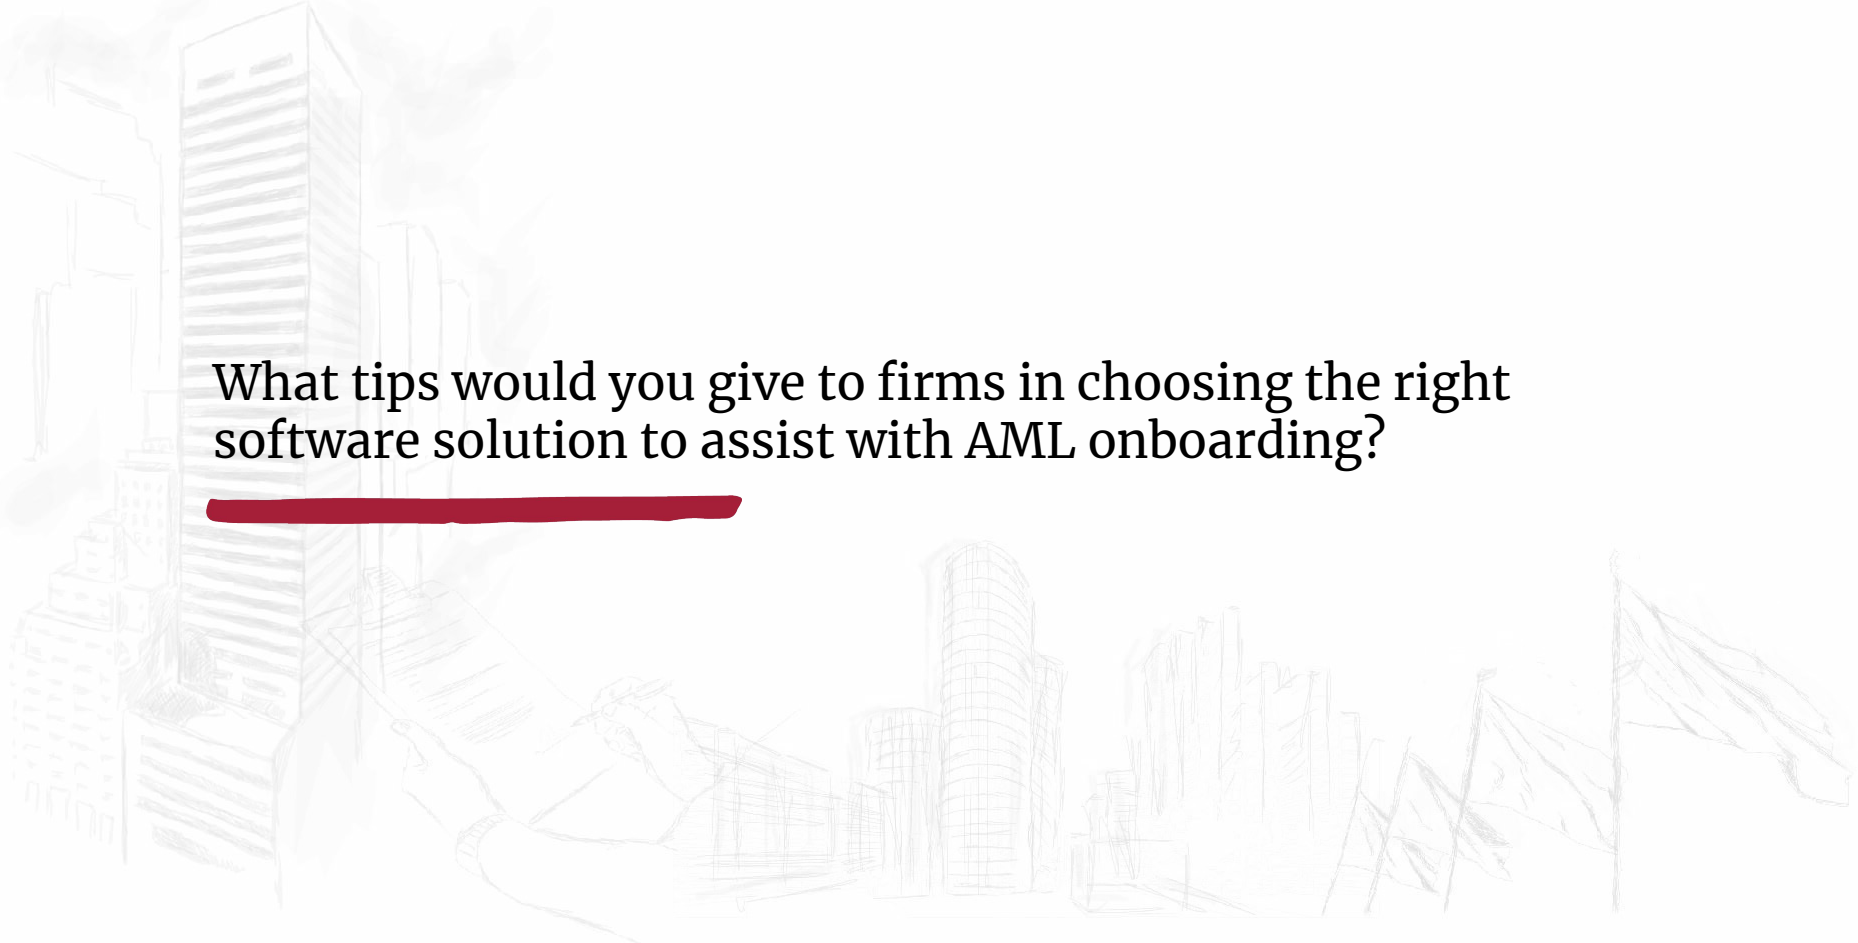 What tips would you give to firms in choosing the right
software solution to assist with AML onboarding?